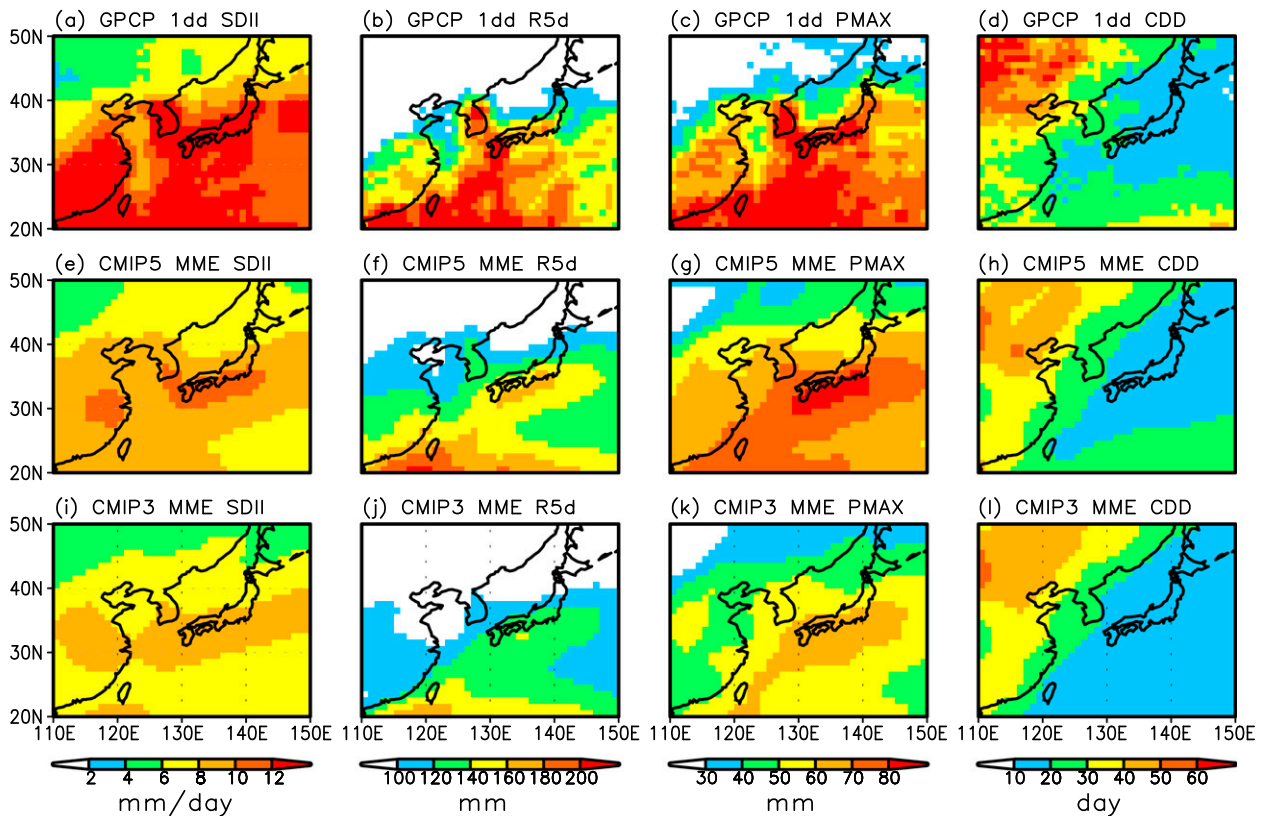 (a) GPCP 1dd SDII (b) GPCP 1dd R5d (c) GPCP 1dd PMAX (d) GPCP 1dd CDD
50N
40N
30N
20N
(e) CMIP5 MME SDII (f) CMIP5 MME R5d (g) CMIP5 MME PMAX (h) CMIP5 MME CDD
50N
40N
30N
20N
(i) CMIP3 MME SDII (j) CMIP3 MME R5d (k) CMIP3 MME PMAX (l) CMIP3 MME CDD
50N
40N
30N
20N
110E 120E 130E 140E 150E 110E 120E 130E 140E 150E 110E 120E 130E 140E 150E 110E 120E 130E 140E 150E
2 4 6 8 10 12 100 120 140 160 180 200 30 40 50 60 70 80 10 20 30 40 50 60
mm/day mm mm day